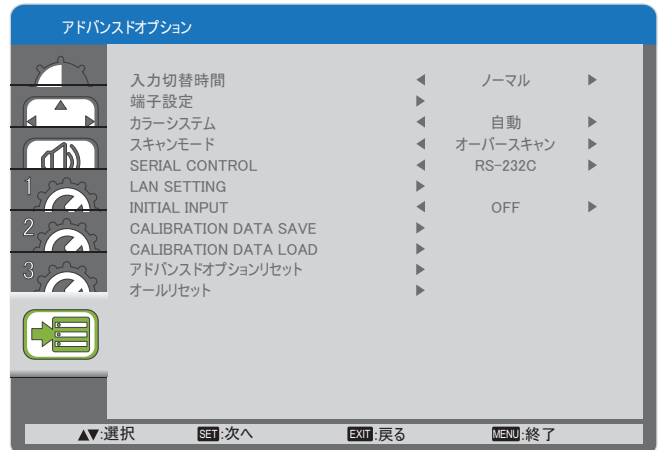 アドバンスドオプション
入力切替時間 ◀ ノーマル ▶
端子設定 ▶
カラーシステム ◀ 自動 ▶
スキャンモード ◀ オーバースキャン ▶
SERIAL CONTROL ◀ RS-232C ▶
LAN SETTING ▶
INITIAL INPUT ◀ OFF ▶
CALIBRATION DATA SAVE ▶
CALIBRATION DATA LOAD ▶
アドバンスドオプションリセット ▶
オールリセット ▶
1
2
3
▲▼:選択 SET:次へ EXIT:戻る MENU:終了